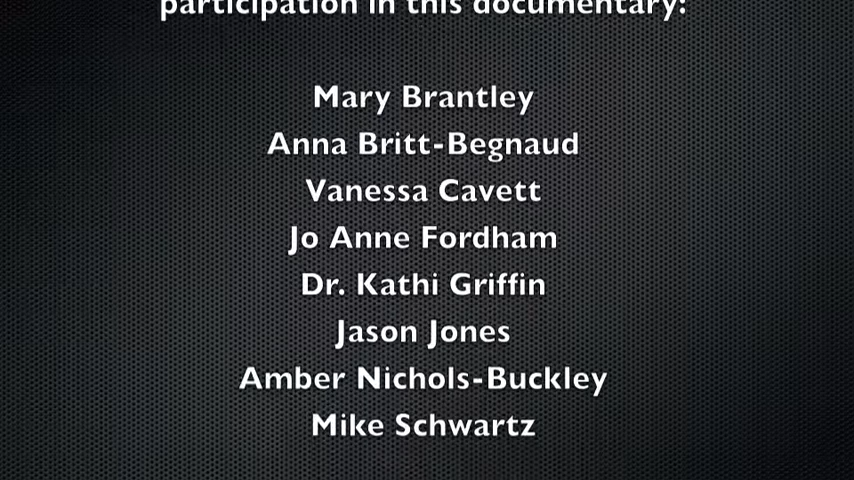 participation in this documentary:
Mary Brantley
Anna Britt-Begnaud
Vanessa Cavett
Jo Anne Fordham
Dr. Kathi Griffin
Jason Jones
Amber Nichols-Buckley
Mike Schwartz